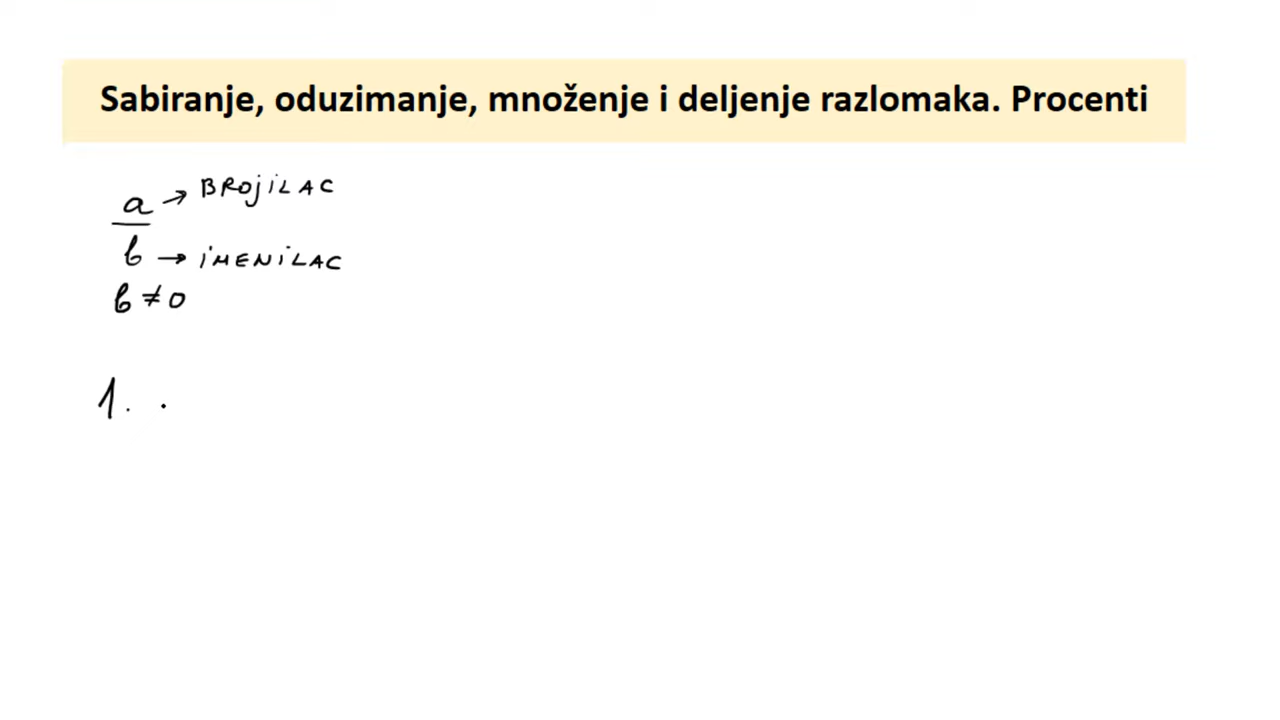 Sabiranje, oduzimanje, množenje i deljenje razlomaka. Procenti
a → BROJILAC
b → IMENILAC
b ≠ 0
1. .